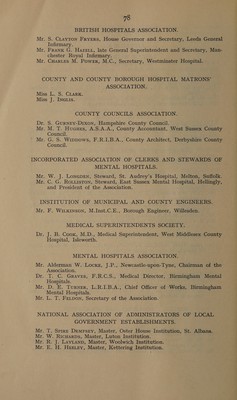 78
BRITISH HOSPITALS ASSOCIATION.
Mr. S. Clayton Fryers, House Governor and Secretary, Leeds General
Infirmary.
Mr. Frank G. Hazell, late General Superintendent and Secretary, Man-
chester Royal Infirmary.
Mr. Charles M. Power, M.C., Secretary, Westminster Hospital.
COUNTY AND COUNTY BOROUGH HOSPITAL MATRONS'
ASSOCIATION.
Miss L. S. Clark.
Miss J. Inglis.
COUNTY COUNCILS ASSOCIATION.
Dr. S. Gurney-Dixon, Hampshire County Council.
Mr. M. T. Hughes, A.S.A.A., County Accountant, West Sussex County
Council.
Mr. G. S. Widdows, F.R.I.B.A., County Architect, Derbyshire County
Council.
INCORPORATED ASSOCIATION OF CLERKS AND STEWARDS OF
MENTAL HOSPITALS.
Mr. W. J. Longden, Steward, St. Audry's Hospital, Melton, Suffolk.
Mr. C. G. Rolliston, Steward, East Sussex Mental Hospital, Hellingly,
and President of the Association.
INSTITUTION OF MUNICIPAL AND COUNTY ENGINEERS.
Mr. F. Wilkinson, M.Inst.C.E., Borough Engineer, Willesden.
MEDICAL SUPERINTENDENTS SOCIETY.
Dr. J. B. Cook, M.D., Medical Superintendent, West Middlesex County
Hospital, Isleworth.
MENTAL HOSPITALS ASSOCIATION.
Mr. Alderman W. Locke, J.P., Newcastle-upon-Tyne, Chairman of the
Association.
Dr. T. C. Graves, F.R.C.S., Medical Director, Birmingham Mental
Hospitals.
Mr. D. E. Turner, L.R.I.B.A., Chief Officer of Works, Birmingham
Mental Hospitals.
Mr. L. T. Feldon, Secretary of the Association.
NATIONAL ASSOCIATION OF ADMINISTRATORS OF LOCAL
GOVERNMENT ESTABLISHMENTS.
Mr. T. Spire Dempsey, Master, Oster House Institution, St. Albans.
Mr. W. Richards, Master, Luton Institution.
Mr. R. J. Layland, Master, Woolwich Institution.
Mr. E. H. Henley, Master, Kettering Institution.